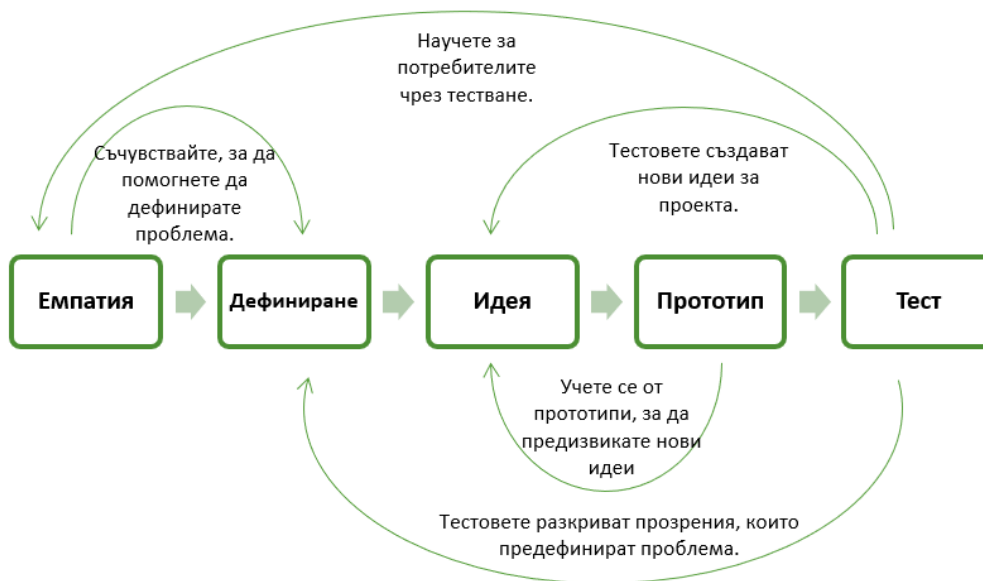 Научете за
потребителите
чрез тестване.
Съчувствайте, за да
помогнете да
дефинирате
проблема.
Тестовете създават
нови идеи за
проекта.
Емпатия
Дефиниране
Идея
Прототип
Тест
Учете се от
прототипи, за да
предизвикате нови
идеи
Тестовете разкриват прозрения, които
предефинират проблема.